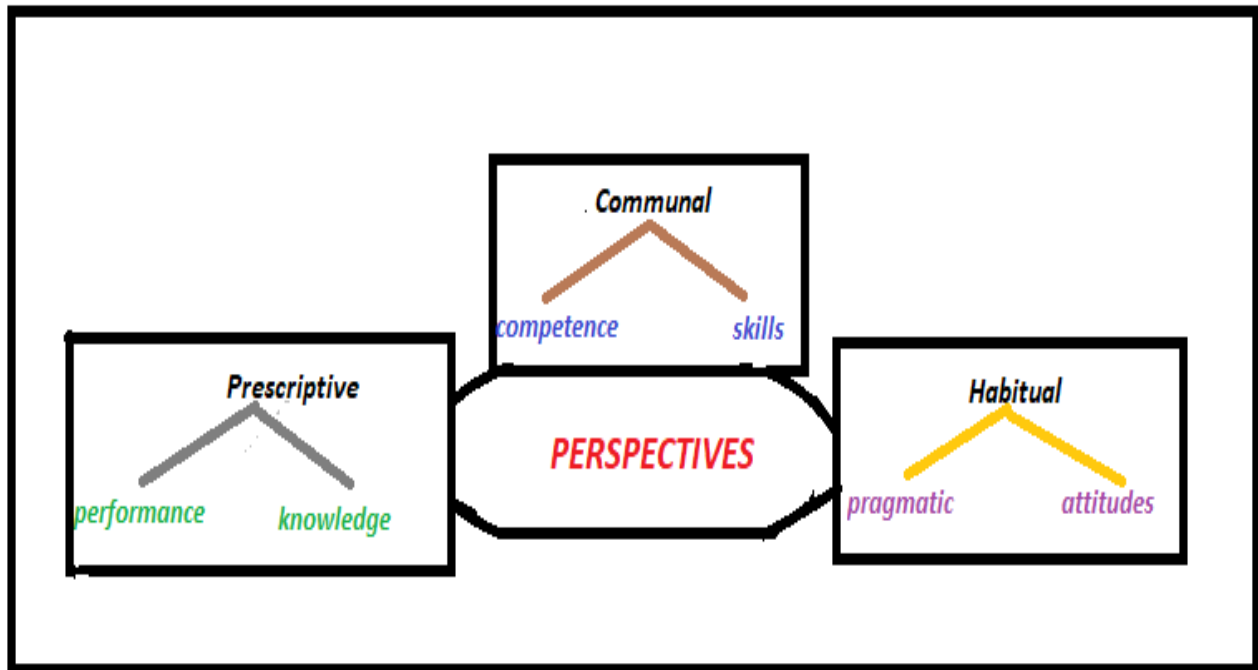 Communal
competence
skills
Prescriptive
performance
knowledge
PERSPECTIVES
Habitual
pragmatic
attitudes